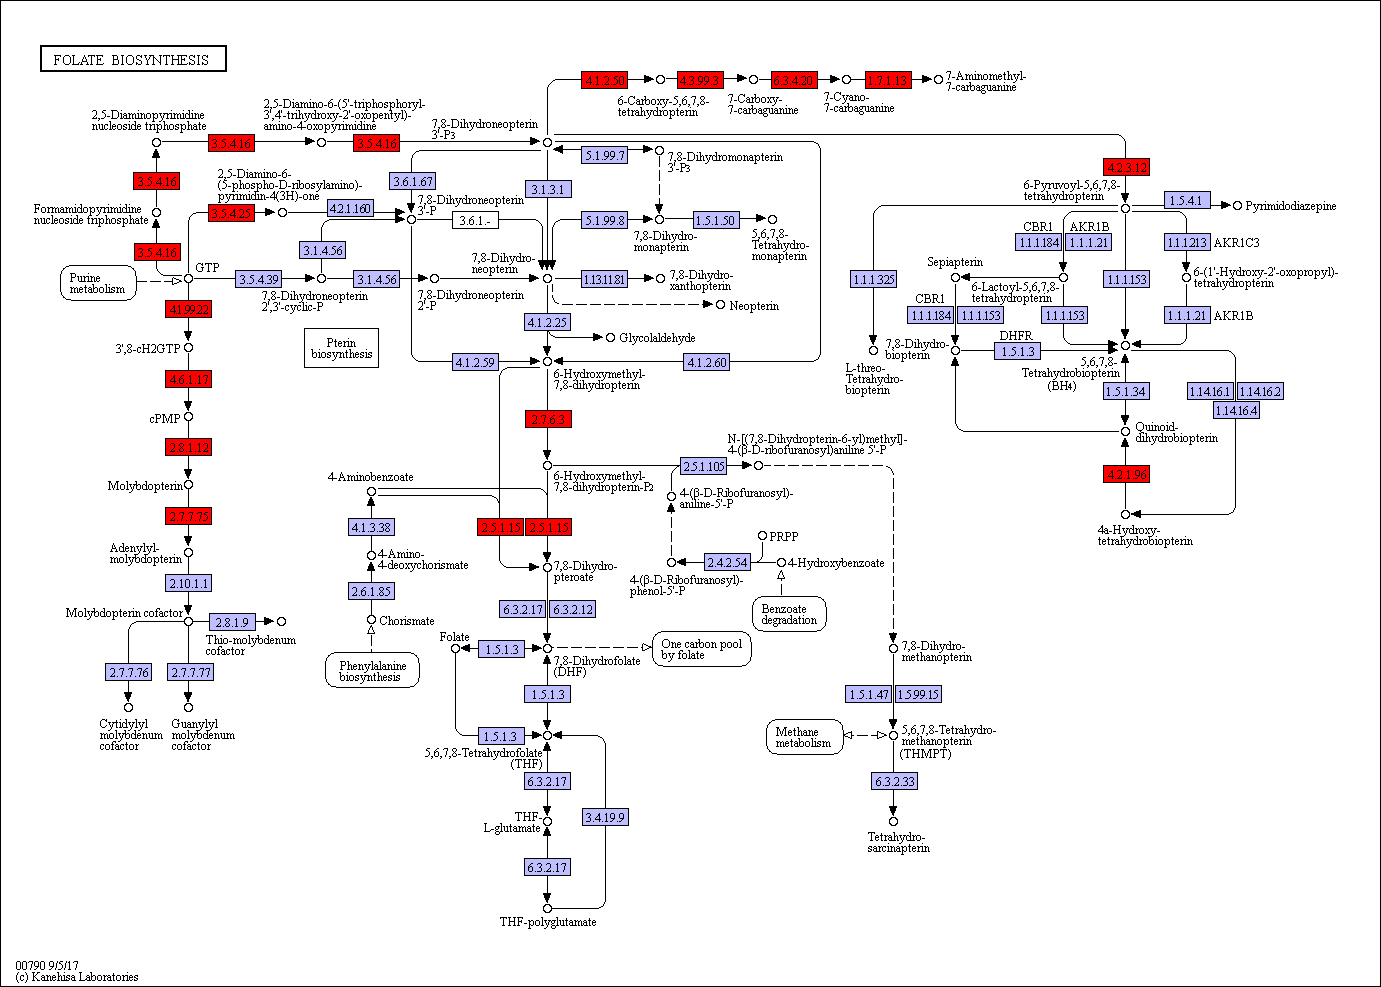 FOLATE BIOSYNTHESIS
4.1.2.50
4.3.99.3
6.3.4.20
1.7.1.13
7-Aminomethyl-
7-carbaguanine
6-Carboxy-5,6,7,8-
tetrahydropterin
7-Carboxy-
7-carbaguanine
7-Cyano-
7-carbaguanine
2,5-Diaminopyrimidine
nucleoside triphosphate
2,5-Diamino-6-(5'-triphosphoryl-
3',4'-trihydroxy-2'-oxopentyl)-
amino-4-oxopyrimidine
7,8-Dihydroneopterin
3'-P3
3.5.4.16
3.5.4.16
5.1.99.7
7,8-Dihydromonapterin
3'-P3
4.2.3.12
3.5.4.16
2,5-Diamino-6-
(5-phospho-D-ribosylamino)-
pyrimidin-4(3H)-one
3.6.1.67
3.1.3.1
6-Pyruvoyl-5,6,7,8-
tetrahydropterin
1.5.4.1
Pyrimidodiazepine
Formamidopyrimidine
nucleoside triphosphate
3.5.4.25
4.2.1.160
7,8-Dihydroneopterin
3'-P
3.6.1.-
5.1.99.8
1.5.1.50
7,8-Dihydro-
monapterin
5,6,7,8-
Tetrahydro-
monapterin
CBR1
AKR1B
1.1.1.184
1.1.1.21
1.1.1.213
AKR1C3
3.5.4.16
3.1.4.56
GTP
Purine
metabolism
3.5.4.39
3.1.4.56
7,8-Dihydro-
neopterin
1.13.11.81
7,8-Dihydro-
xanthopterin
1.1.1.325
Sepiapterin
1.1.1.153
6-(1'-Hydroxy-2'-oxopropyl)-
tetrahydropterin
6-Lactoyl-5,6,7,8-
tetrahydropterin
7,8-Dihydroneopterin
2',3'-cyclic-P
7,8-Dihydroneopterin
2'-P
Neopterin
4.1.99.22
4.1.2.25
CBR1
1.1.1.184
1.1.1.153
1.1.1.153
1.1.1.21
AKR1B
3',8-cH2GTP
Pterin
biosynthesis
Glycolaldehyde
7,8-Dihydro-
biopterin
DHFR
1.5.1.3
4.1.2.59
4.1.2.60
L-threo-
Tetrahydro-
biopterin
5,6,7,8-
Tetrahydrobiopterin
(BH4)
4.6.1.17
6-Hydroxymethyl-
7,8-dihydropterin
1.5.1.34
1.14.16.1
1.14.16.2
1.14.16.4
cPMP
2.7.6.3
Quinoid-
dihydrobiopterin
2.8.1.12
N-[(7,8-Dihydropterin-6-yl)methyl]-
4-(β-D-ribofuranosyl)aniline 5'-P
2.5.1.105
4.2.1.96
Molybdopterin
4-Aminobenzoate
6-Hydroxymethyl-
7,8-dihydropterin-P2
4-(β-D-Ribofuranosyl)-
aniline-5'-P
2.7.7.75
4.1.3.38
2.5.1.15
2.5.1.15
4a-Hydroxy-
tetrahydrobiopterin
PRPP
Adenylyl-
molybdopterin
4-Amino-
4-deoxychorismate
7,8-Dihydro-
pteroate
2.4.2.54
4-Hydroxybenzoate
2.10.1.1
2.6.1.85
4-(β-D-Ribofuranosyl)-
phenol-5'-P
Molybdopterin cofactor
2.8.1.9
Thio-molybdenum
cofactor
Chorismate
6.3.2.17
6.3.2.12
Benzoate
degradation
2.7.7.76
2.7.7.77
Phenylalanine
biosynthesis
Folate
1.5.1.3
7,8-Dihydrofolate
(DHF)
One carbon pool
by folate
7,8-Dihydro-
methanopterin
1.5.1.3
1.5.1.47
1.5.99.15
Cytidylyl
molybdenum
cofactor
Guanylyl
molybdenum
cofactor
1.5.1.3
5,6,7,8-Tetrahydrofolate
(THF)
Methane
metabolism
5,6,7,8-Tetrahydro-
methanopterin
(THMPT)
6.3.2.17
6.3.2.33
THF-
L-glutamate
3.4.19.9
Tetrahydro-
sarcinapterin
6.3.2.17
THF-polyglutamate
00790 9/5/17
(c) Kanehisa Laboratories